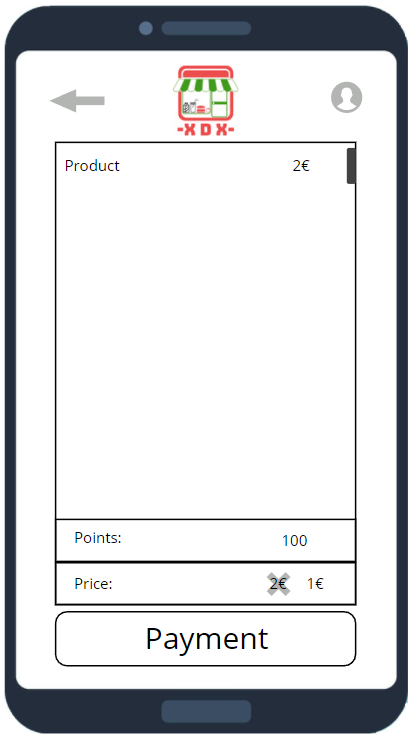 -XDX-
Product 2€
Points: 100
Price: 2€ 1€
Payment